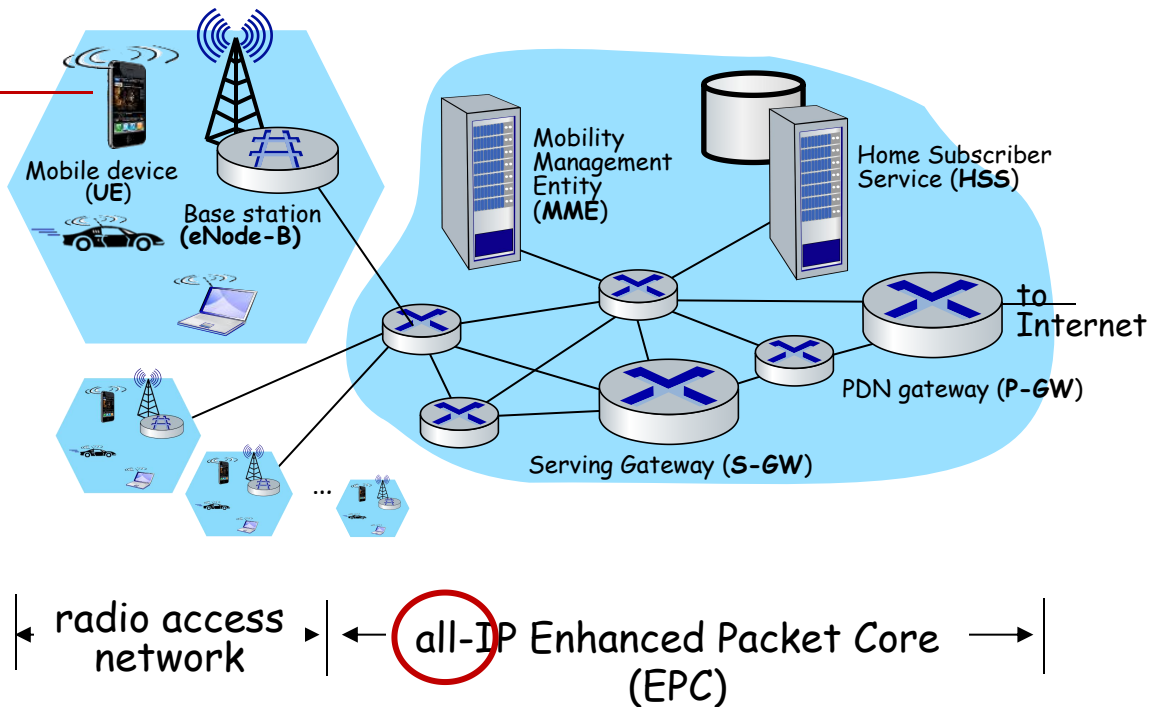 Mobile device
(UE)
Base station
(eNode-B)
Mobility
Management
Entity
(MME)
Home Subscriber
Service (HSS)
to
Internet
PDN gateway (P-GW)
Serving Gateway (S-GW)
...
radio access
network
all-IP Enhanced Packet Core
(EPC)